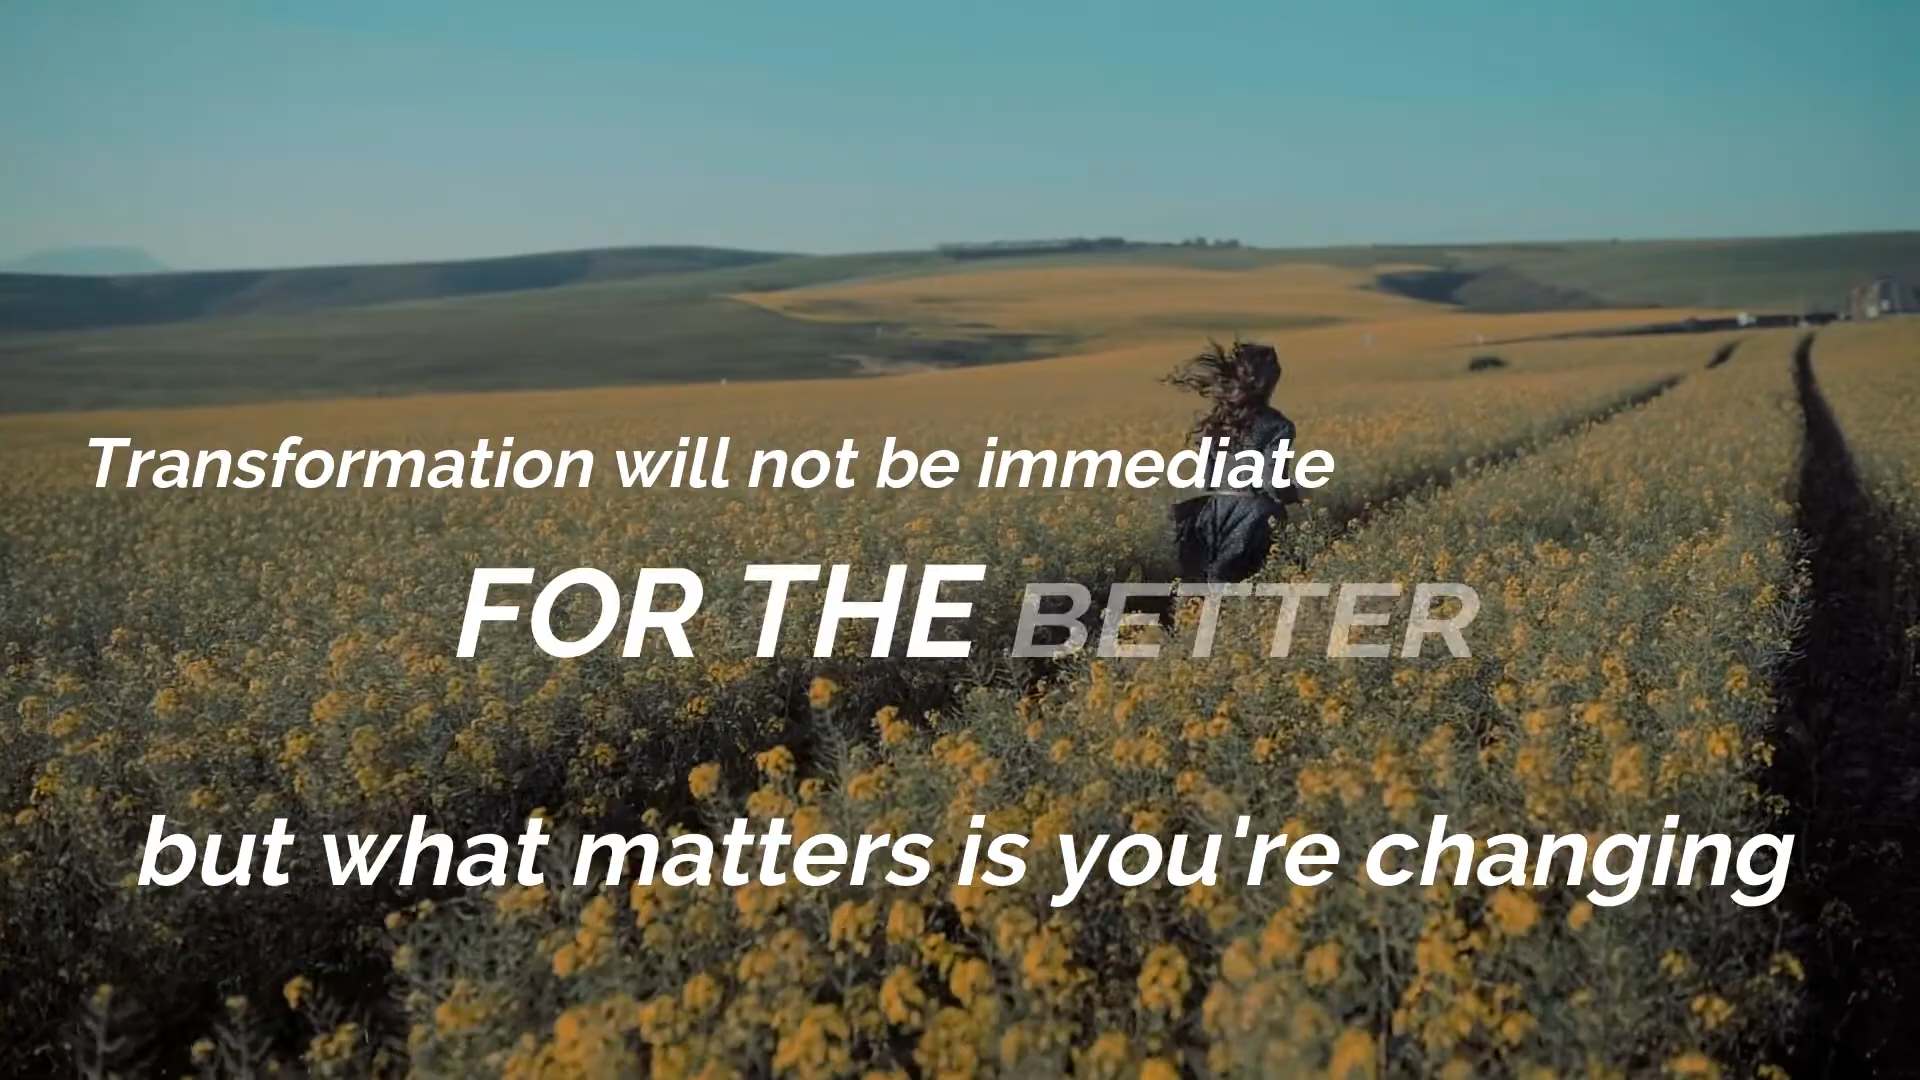 Transformation will not be immediate
FOR THE BETTER
but what matters is you're changing